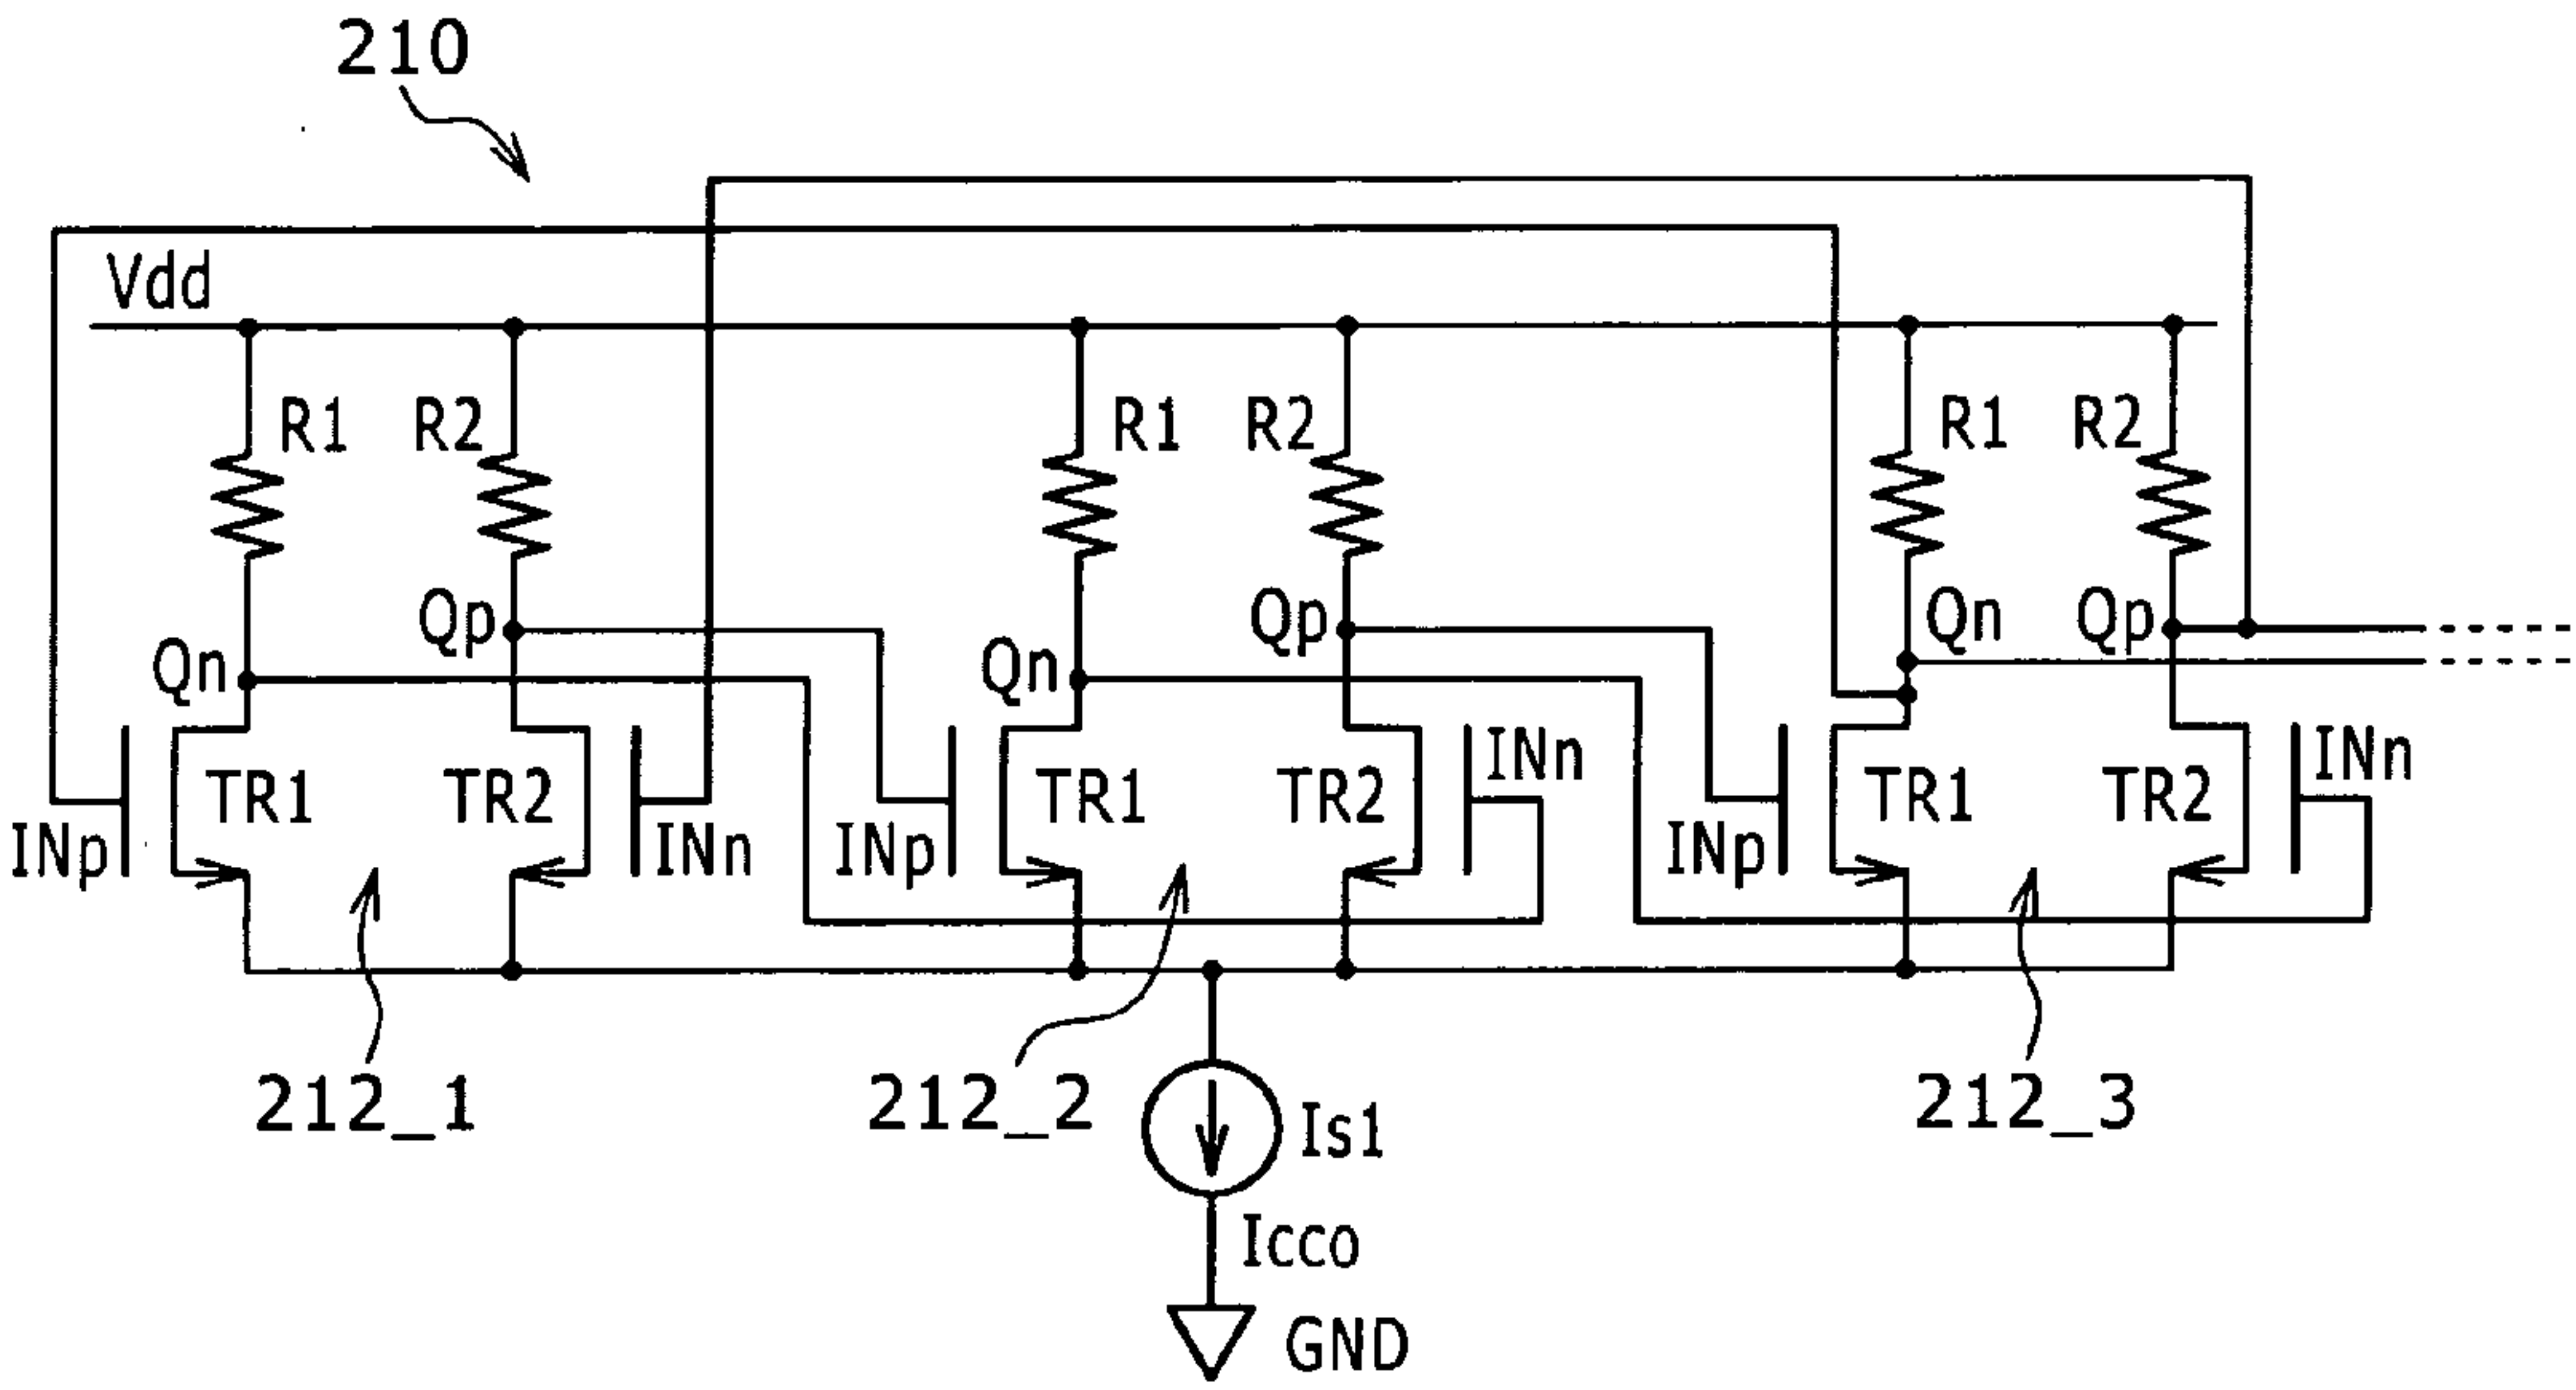 210
Vdd
R1 R2 R1 R2 R1 R2
Qp Qp Qn Qp
Qn Qn
INn INn
TR1 TR2 TR1 TR2 TR1 TR2
INp INn INp INp
212_1 212_2 Is1 212_3
Icco
GND